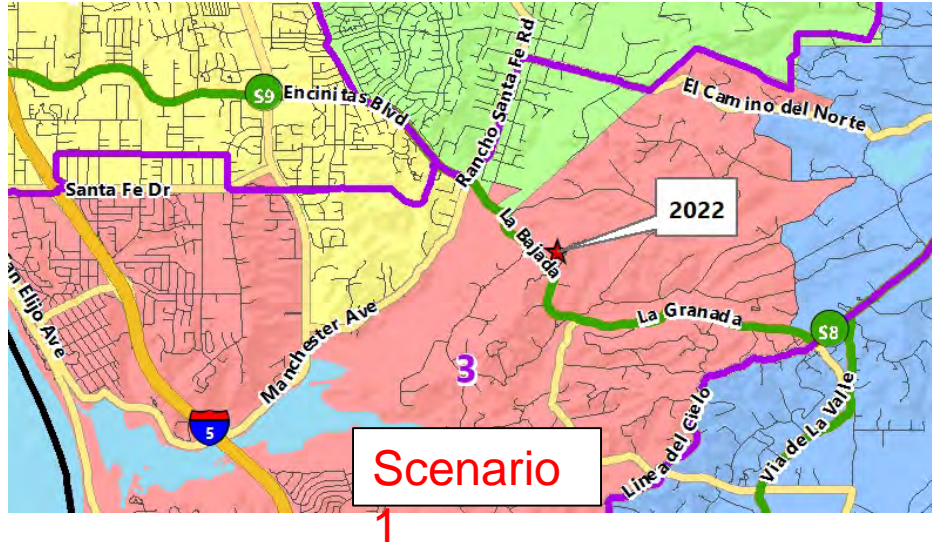 Rancho Santa Fe Rd
El Camino del Norte
S9
Encinitas Blvd
Santa Fe Dr
2022
La Bajada
an Elijo Ave
Manchester Ave
La Granada
S8
3
5
Linea del Cielo
Via de La Valle
Scenario
1